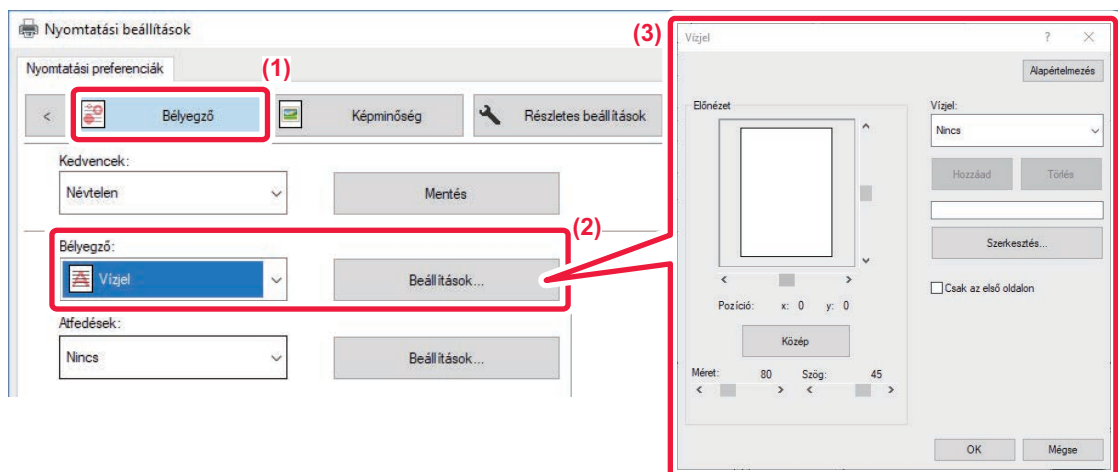 Nyomtatási beállítások
Nyomtatási preferenciák
(1)
<
Bélyegző
Képminőség
Részletes beállítások
Kedvencek:
Névtelen
Mentés
(2)
Bélyegző:
Vízjel
Beállítások...
Atfedések:
Nincs
Beállítások...
(3)
Vízjel
?
Alapértelmezés
Előnézet
Vízjel:
Nincs
Hozzáad
Törlés
Szerkesztés...
Csak az első oldalon
Pozíció: x: 0 y: 0
Közép
Méret: 80 Szög: 45
OK
Mégse